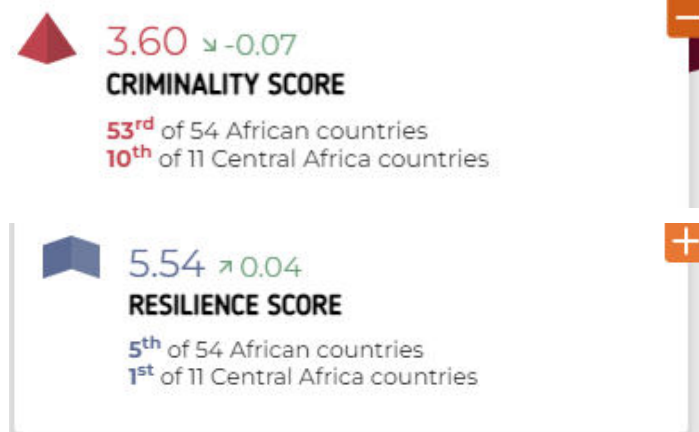 3.60 ↘ -0.07
CRIMINALITY SCORE
53rd of 54 African countries
10th of 11 Central Africa countries
5.54 ↗ 0.04
RESILIENCE SCORE
5th of 54 African countries
1st of 11 Central Africa countries